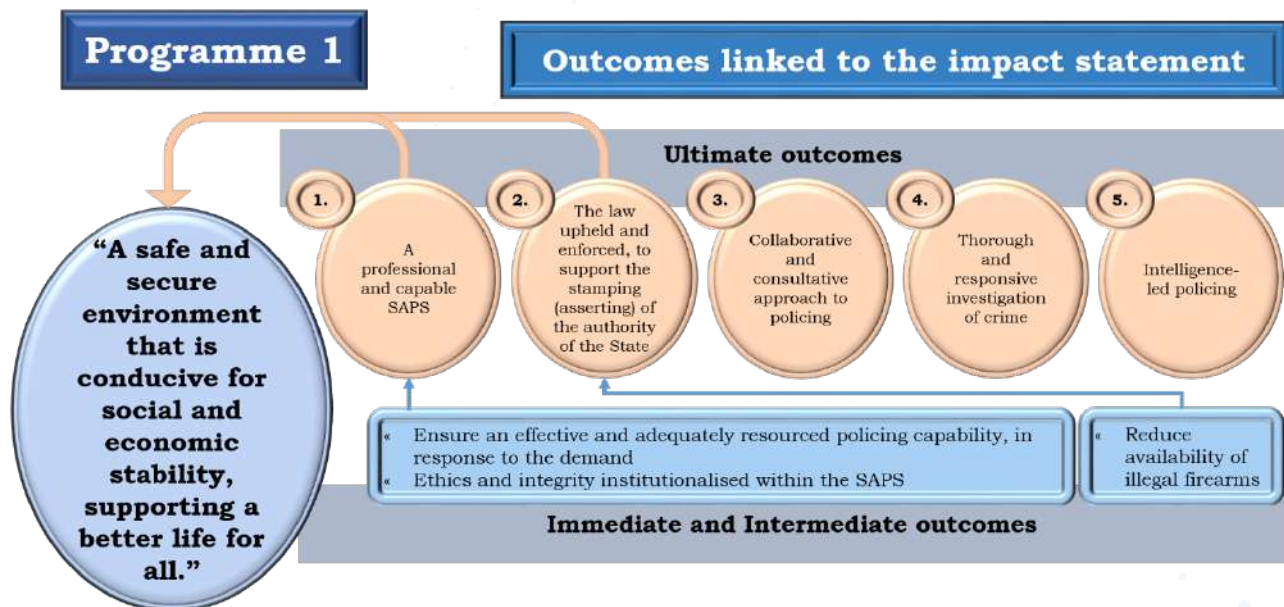 Programme 1
Outcomes linked to the impact statement
Ultimate outcomes
1.
A
professional
and capable
SAPS
2.
The law
upheld and
enforced, to
support the
stamping
(asserting) of
the authority
of the State
3.
Collaborative
and
consultative
approach to
policing
4.
Thorough
and
responsive
investigation
of crime
5.
Intelligence-
led policing
“A safe and
secure
environment
that is
conducive for
social and
economic
stability,
supporting a
better life for
all.”
« Ensure an effective and adequately resourced policing capability, in
response to the demand
« Ethics and integrity institutionalised within the SAPS
« Reduce
availability of
illegal firearms
Immediate and Intermediate outcomes